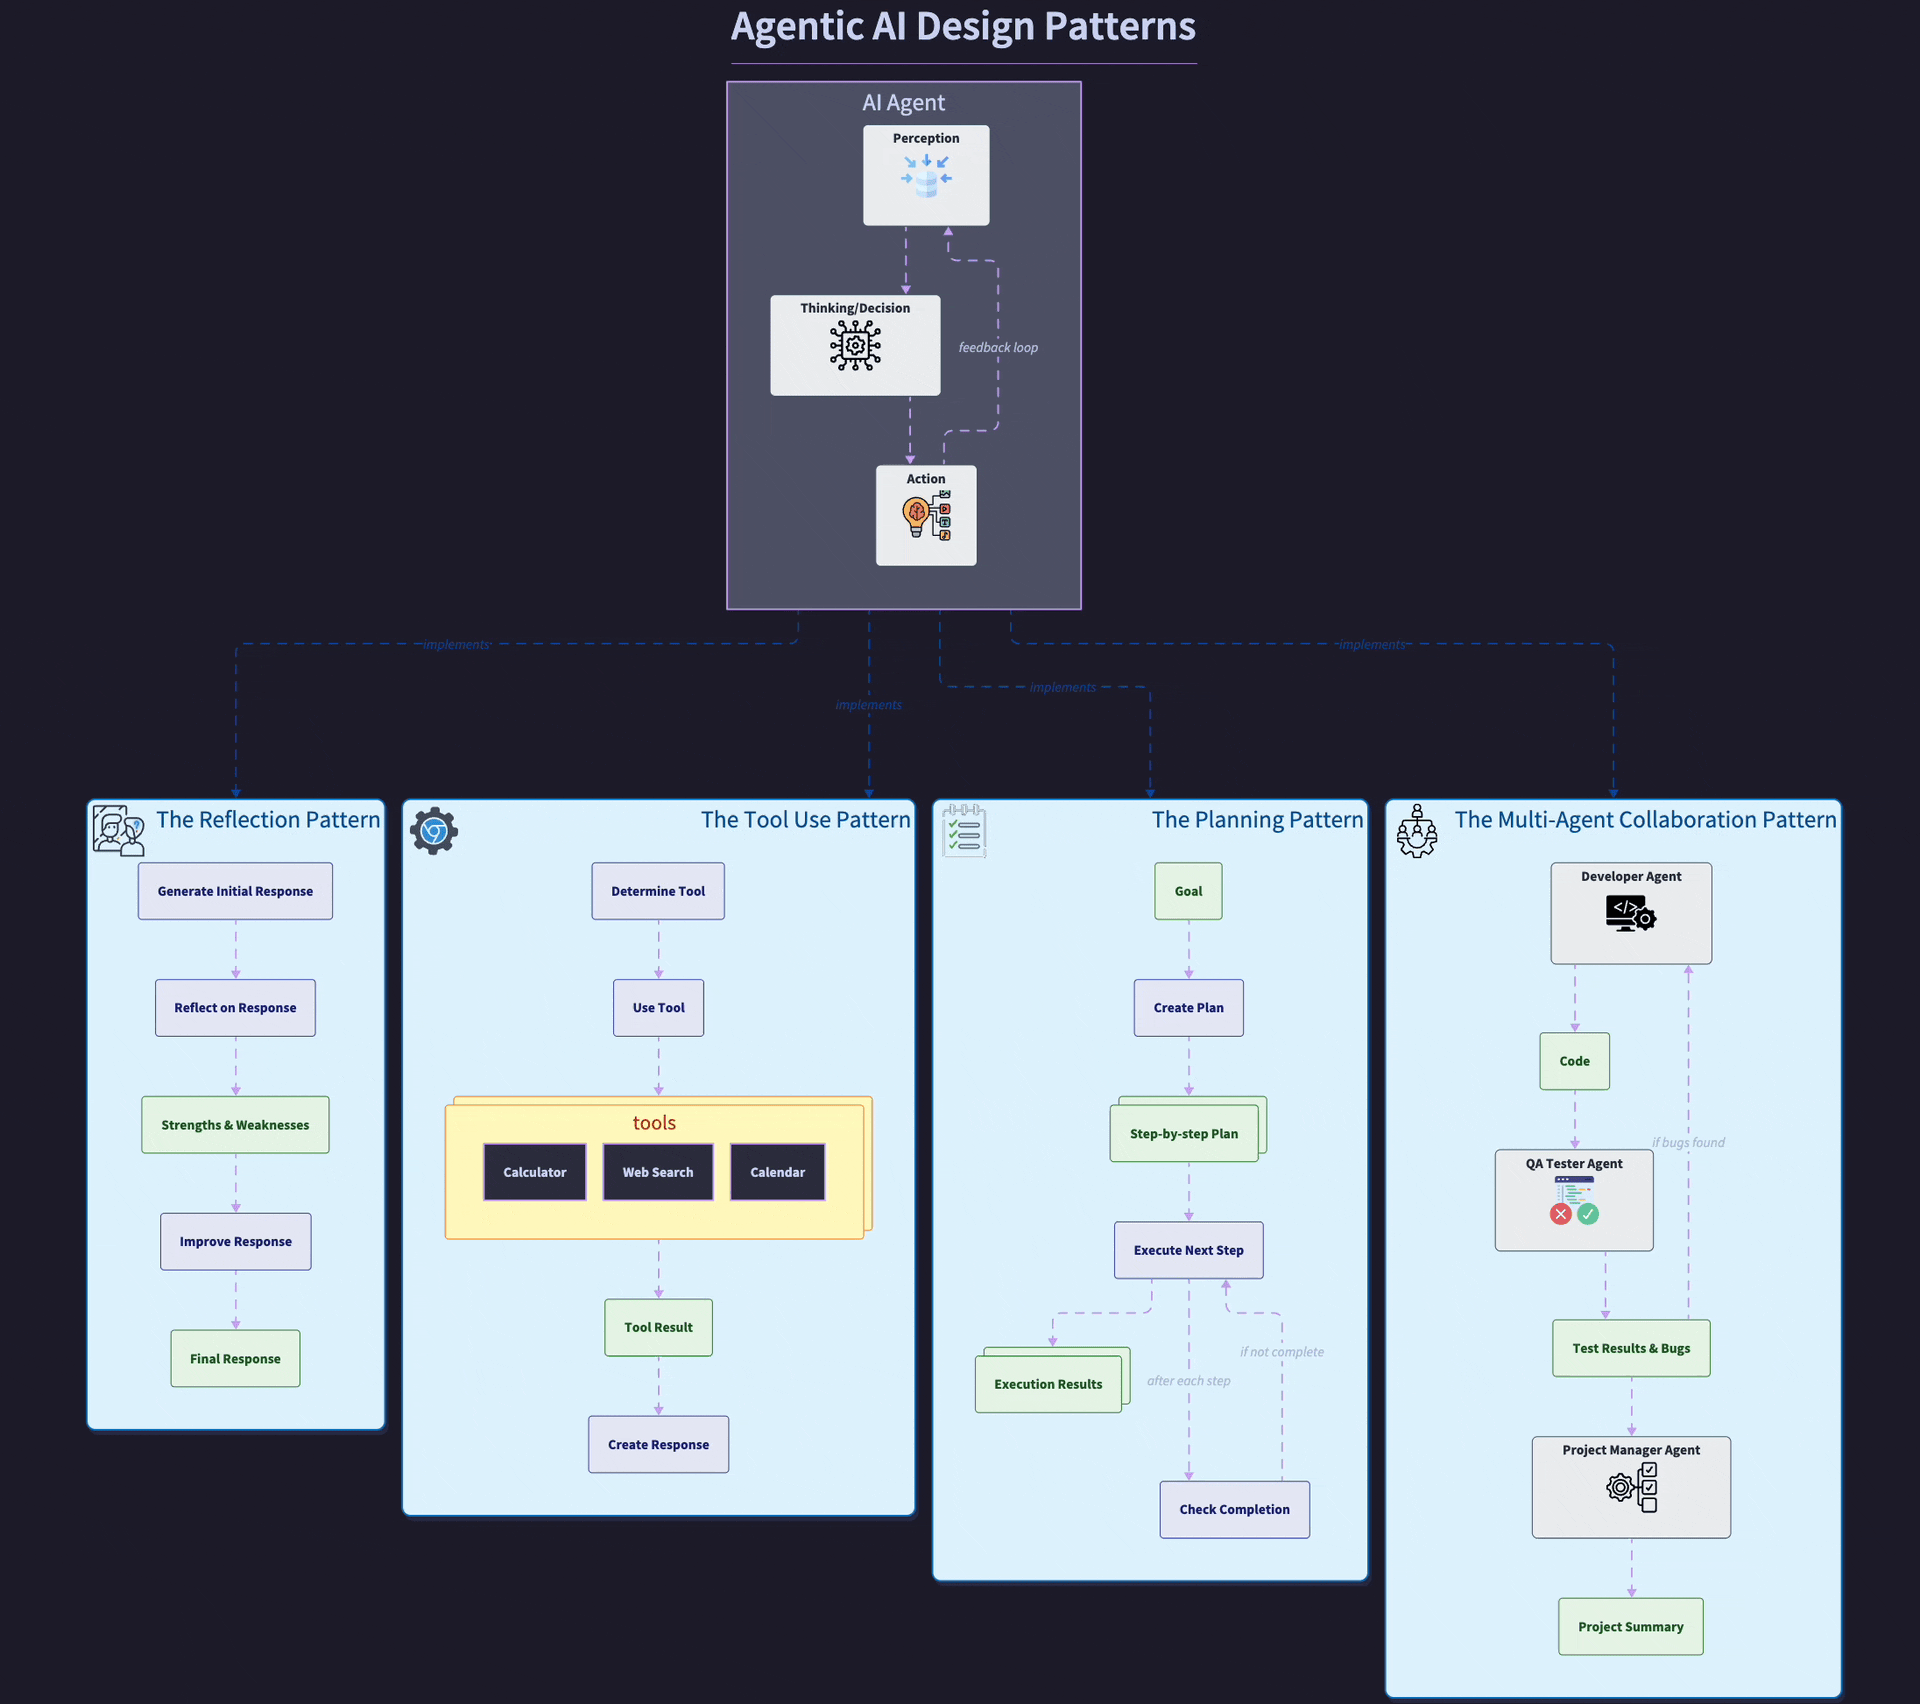 Agentic AI Design Patterns
AI Agent
Perception
Thinking/Decision
feedback loop
Action
implements
implements
implements
implements
The Reflection Pattern
Generate Initial Response
Reflect on Response
Strengths & Weaknesses
Improve Response
Final Response
The Tool Use Pattern
Determine Tool
Use Tool
tools
Calculator
Web Search
Calendar
Tool Result
Create Response
The Planning Pattern
Goal
Create Plan
Step-by-step Plan
Execute Next Step
if not complete
after each step
Execution Results
Check Completion
The Multi-Agent Collaboration Pattern
Developer Agent
</>
Code
if bugs found
QA Tester Agent
Test Results & Bugs
Project Manager Agent
Project Summary